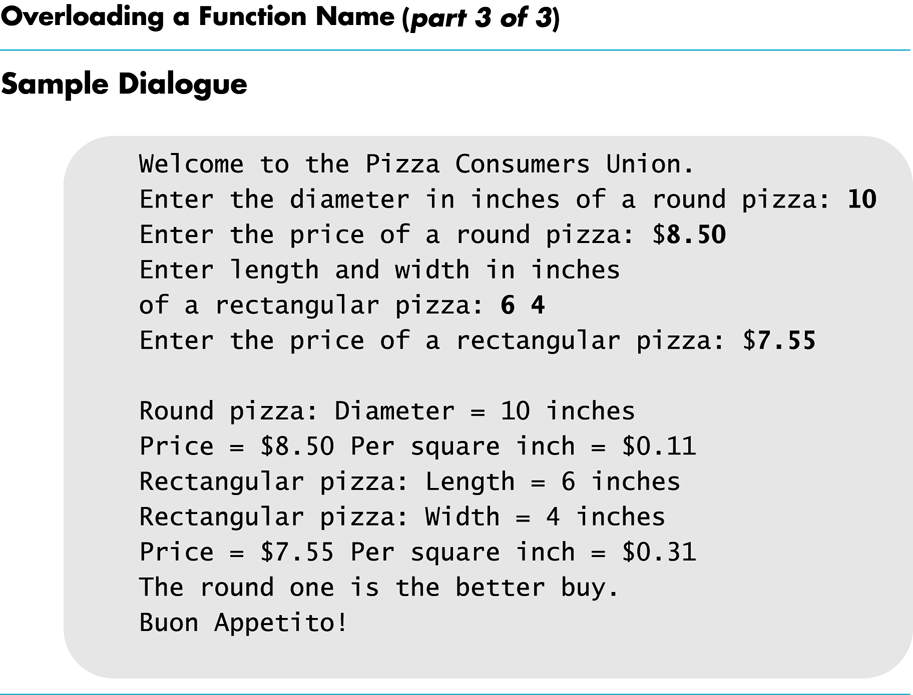 Overloading a Function Name (part 3 of 3)
Sample Dialogue
Welcome to the Pizza Consumers Union.
Enter the diameter in inches of a round pizza: 10
Enter the price of a round pizza: $8.50
Enter length and width in inches
of a rectangular pizza: 6 4
Enter the price of a rectangular pizza: $7.55
Round pizza: Diameter = 10 inches
Price = $8.50 Per square inch = $0.11
Rectangular pizza: Length = 6 inches
Rectangular pizza: Width = 4 inches
Price = $7.55 Per square inch = $0.31
The round one is the better buy.
Buon Appetito!